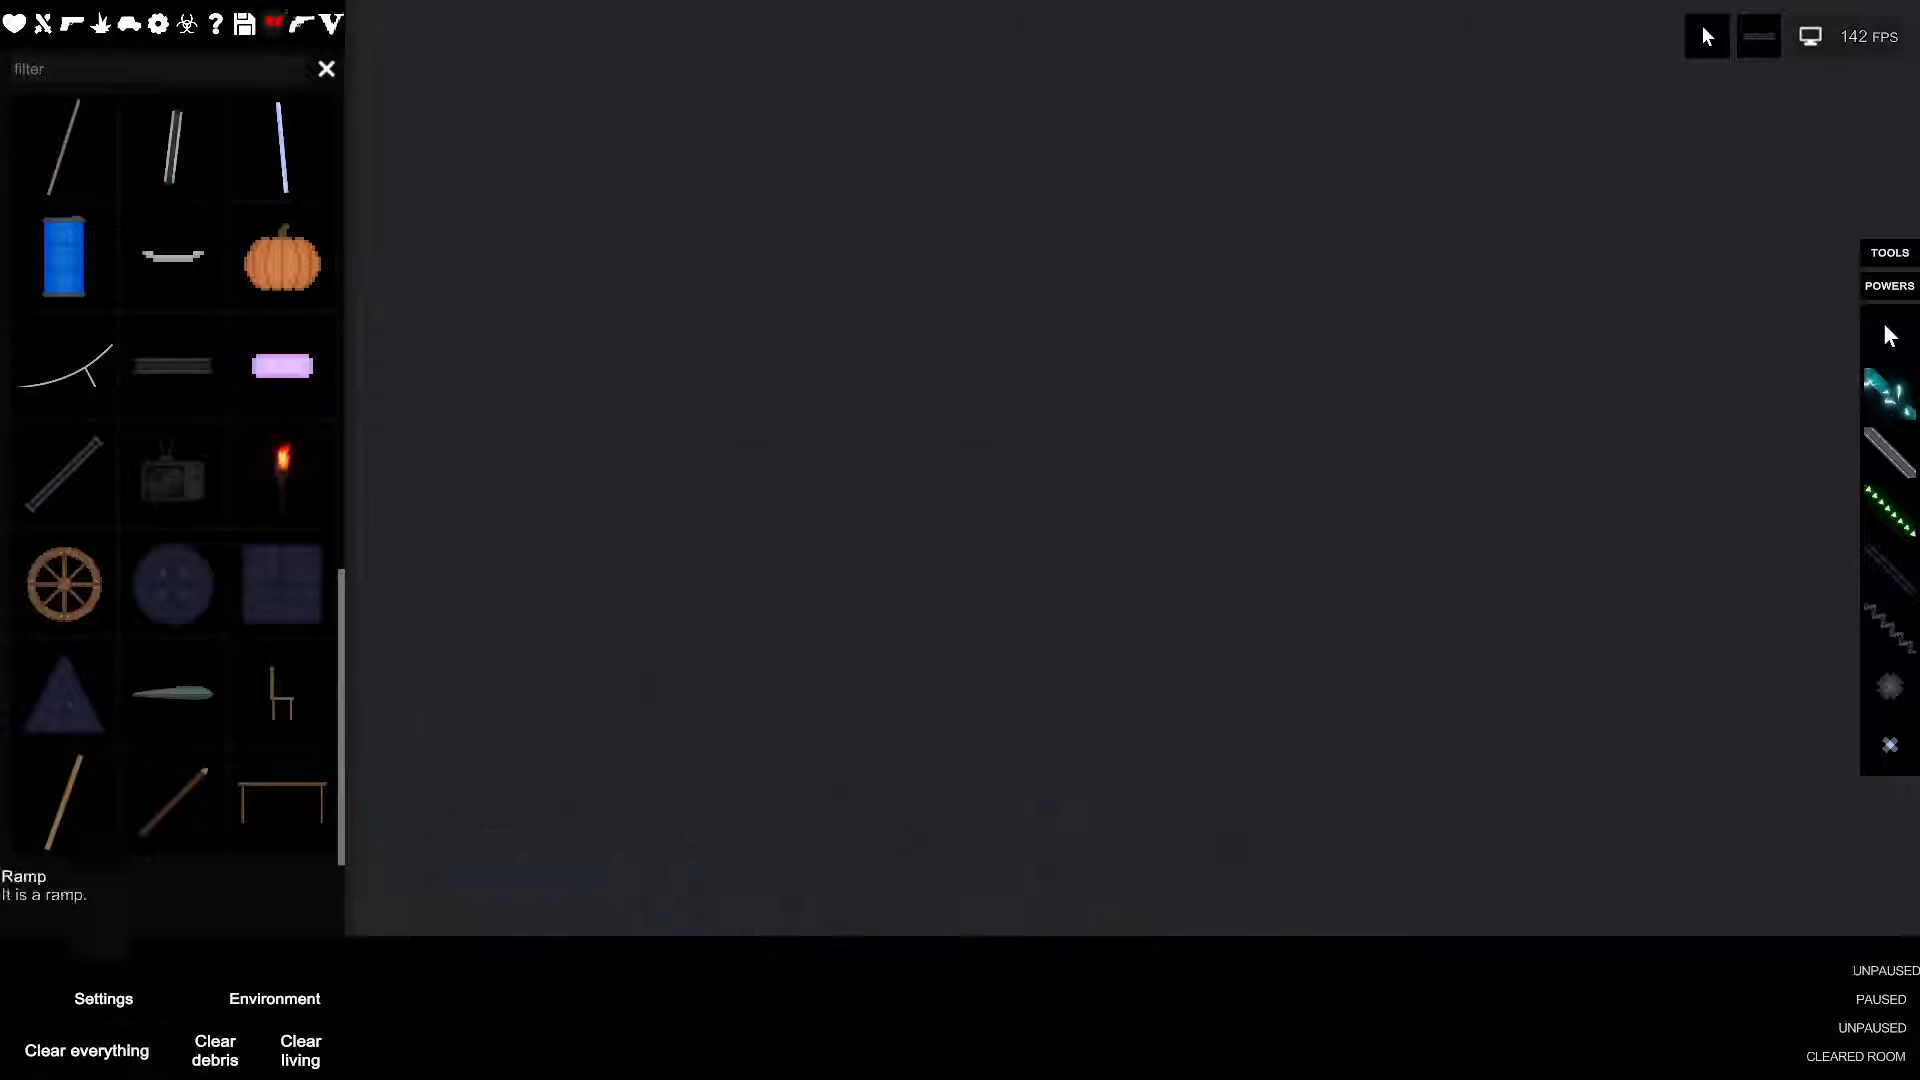 142 FPS
filter
TOOLS
POWERS
Ramp
It is a ramp.
UNPAUSED
Settings
Environment
PAUSED
UNPAUSED
Clear everything
Clear debris
Clear living
CLEARED ROOM